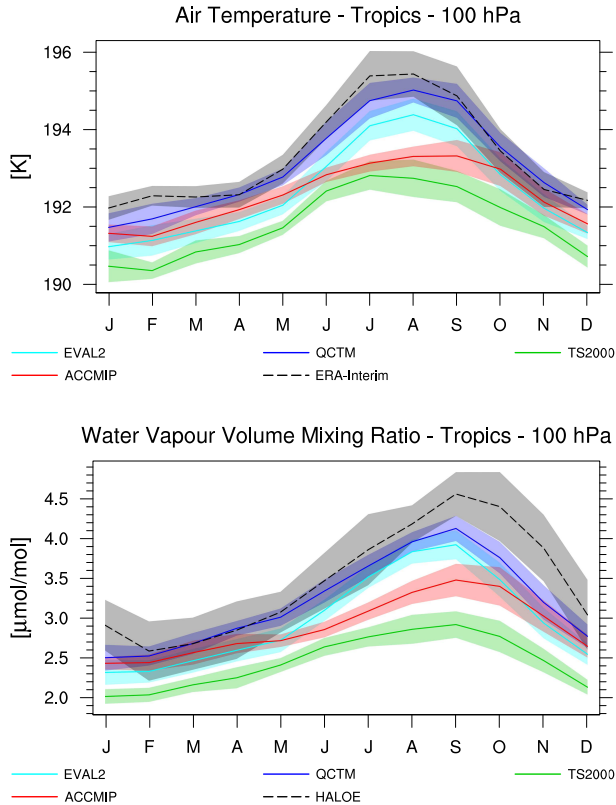 Air Temperature - Tropics - 100 hPa
196
194
192
190
[K]
J F M A M J J A S O N D
EVAL2 QCTM TS2000
ACCMIP ERA-Interim
Water Vapour Volume Mixing Ratio - Tropics - 100 hPa
4.5
4.0
3.5
3.0
2.5
2.0
[µmol/mol]
J F M A M J J A S O N D
EVAL2 QCTM TS2000
ACCMIP HALOE